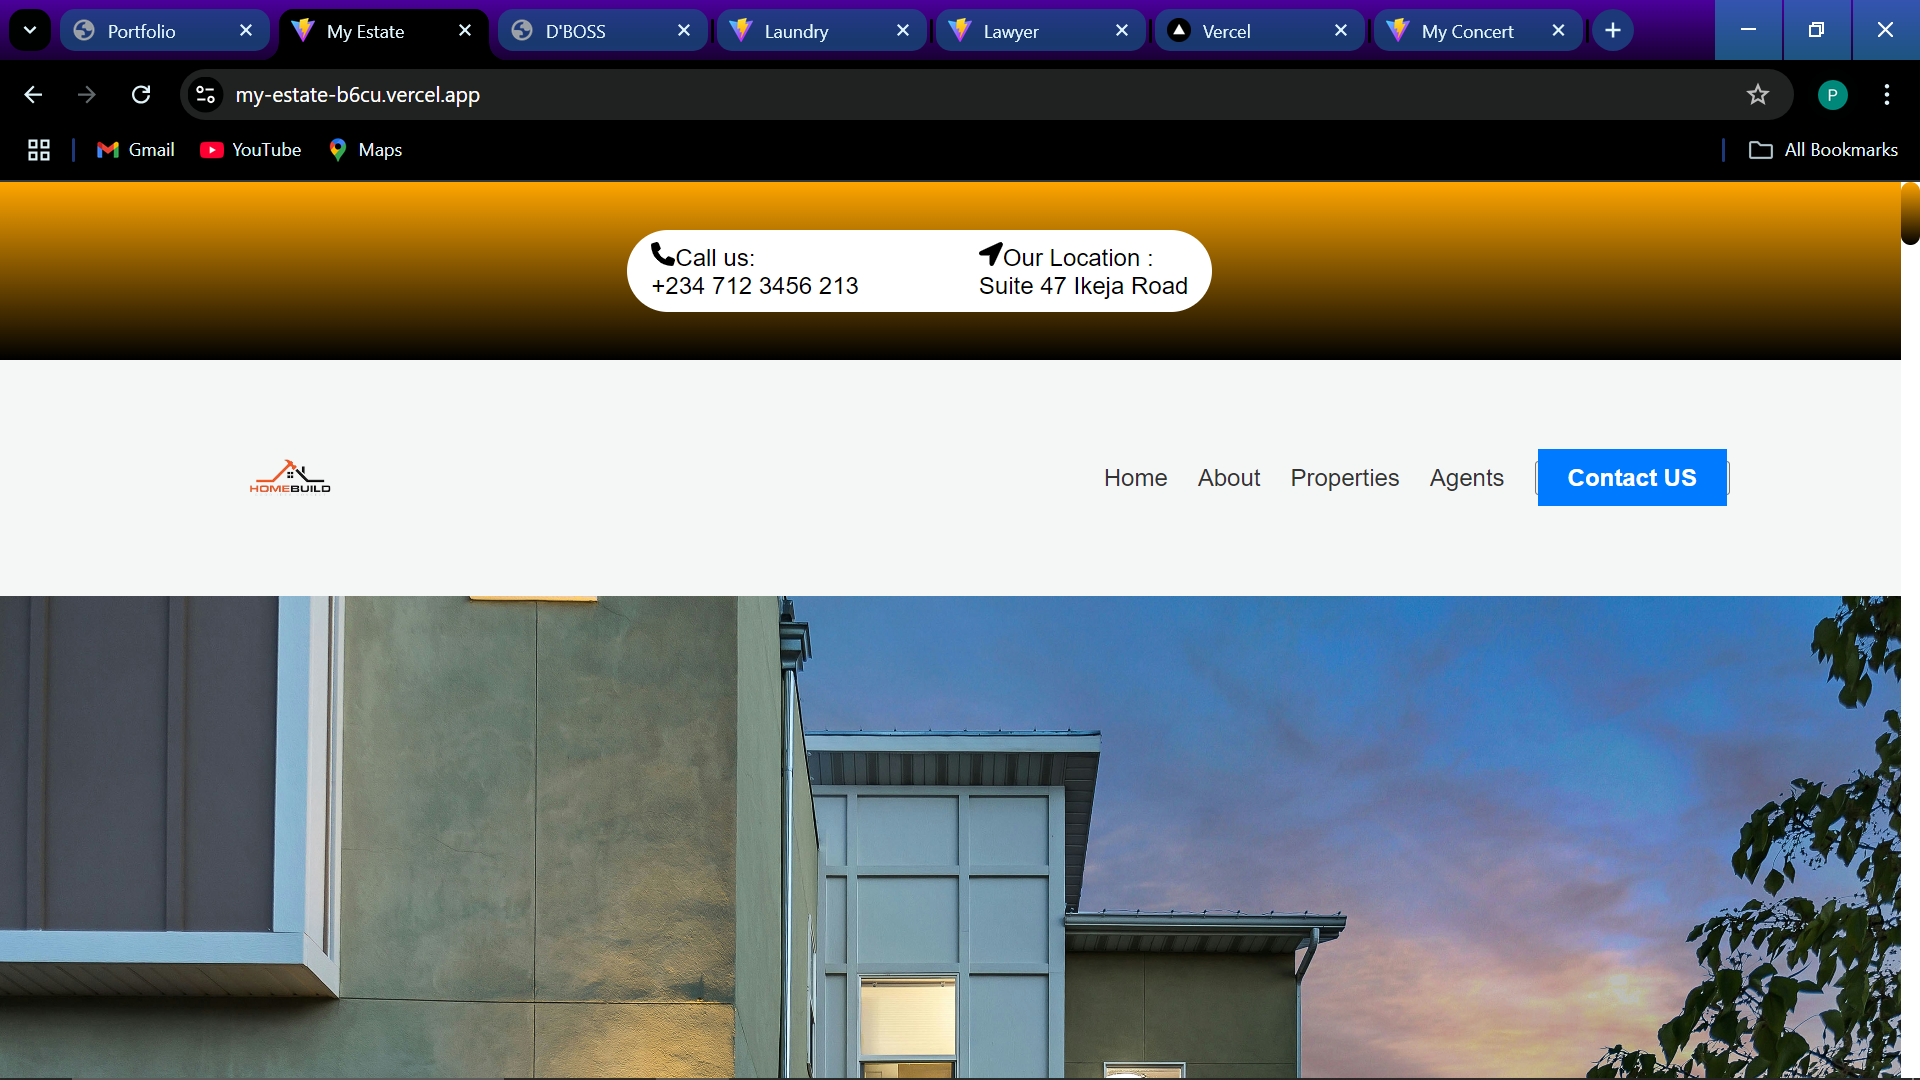 Portfolio
My Estate
D'BOSS
Laundry
Lawyer
Vercel
My Concert
my-estate-b6cu.vercel.app
P
Gmail
YouTube
Maps
All Bookmarks
Call us:
+234 712 3456 213
Our Location :
Suite 47 Ikeja Road
HOMEBUILD
Home
About
Properties
Agents
Contact US